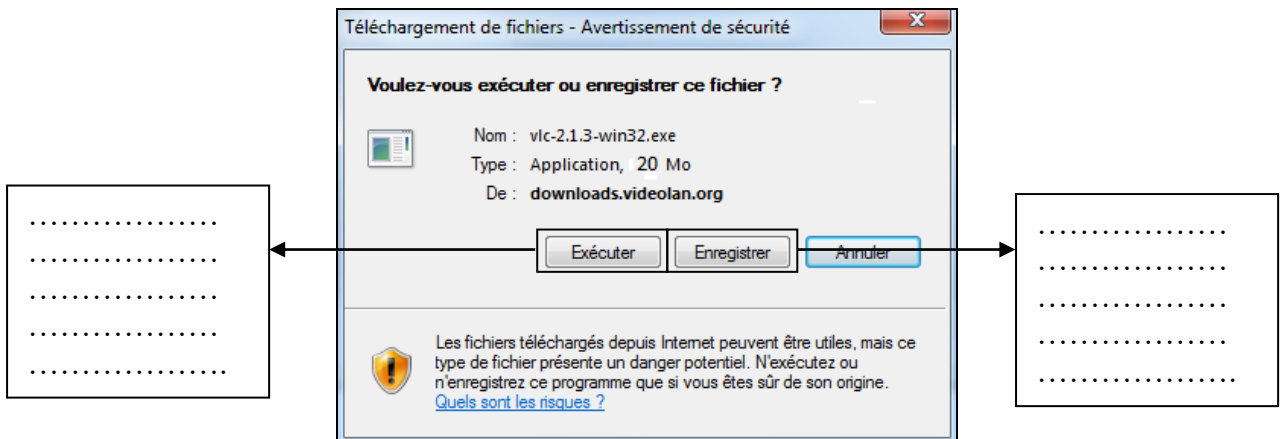 Téléchargement de fichiers - Avertissement de sécurité
Voulez-vous exécuter ou enregistrer ce fichier ?
Nom : vlc-2.1.3-win32.exe
Type : Application, 20 Mo
De : downloads.videolan.org
………………
………………
………………
………………
……………….
Exécuter Enregistrer Annuler
………………
………………
………………
………………
……………….
Les fichiers téléchargés depuis Internet peuvent être utiles, mais ce
type de fichier présente un danger potentiel. N'exécutez ou
n'enregistrez ce programme que si vous êtes sûr de son origine.
Quels sont les risques ?